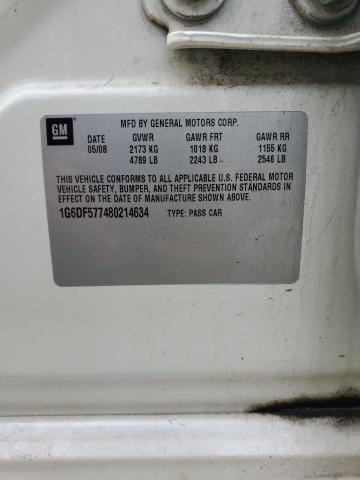 GM
MFD BY GENERAL MOTORS CORP.
DATE GVWR GAWR FRT GAWR RR
05/08 2173 KG 1018 KG 1155 KG
4789 LB 2243 LB 2546 LB
THIS VEHICLE CONFORMS TO ALL APPLICABLE U.S. FEDERAL MOTOR
VEHICLE SAFETY, BUMPER, AND THEFT PREVENTION STANDARDS IN
EFFECT ON THE DATE OF MANUFACTURE SHOWN ABOVE.
1G6DF577480214634 TYPE: PASS CAR